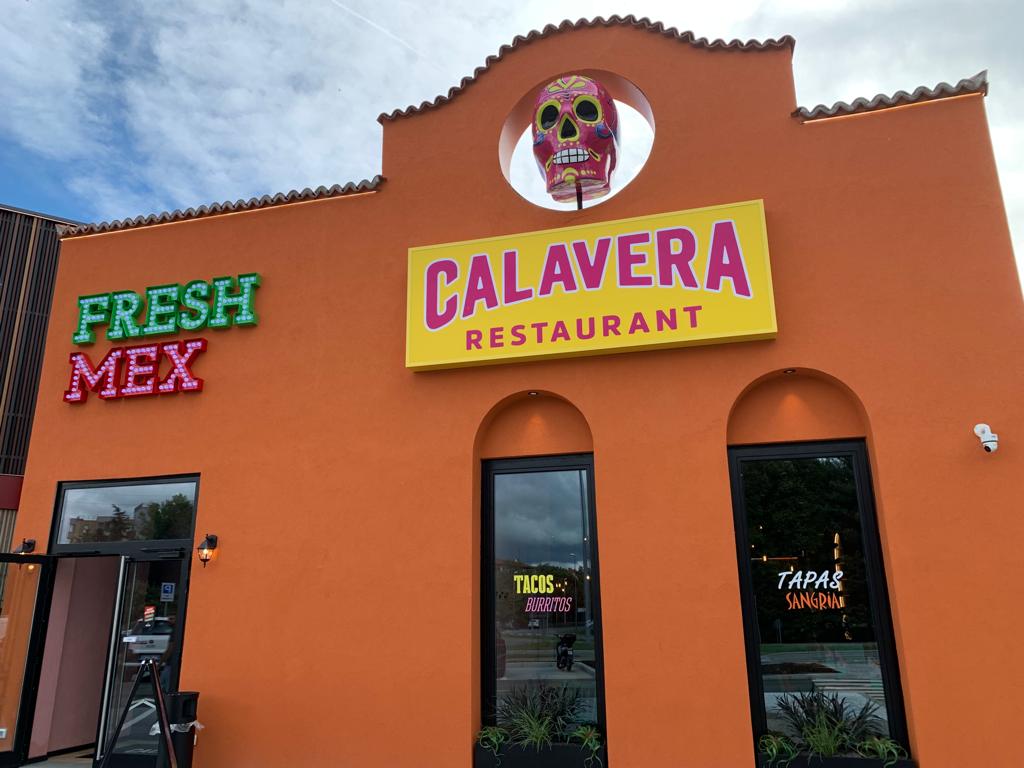 FRESH
MEX
CALAVERA
RESTAURANT
TACOS
BURRITOS
TAPAS
SANGRIA